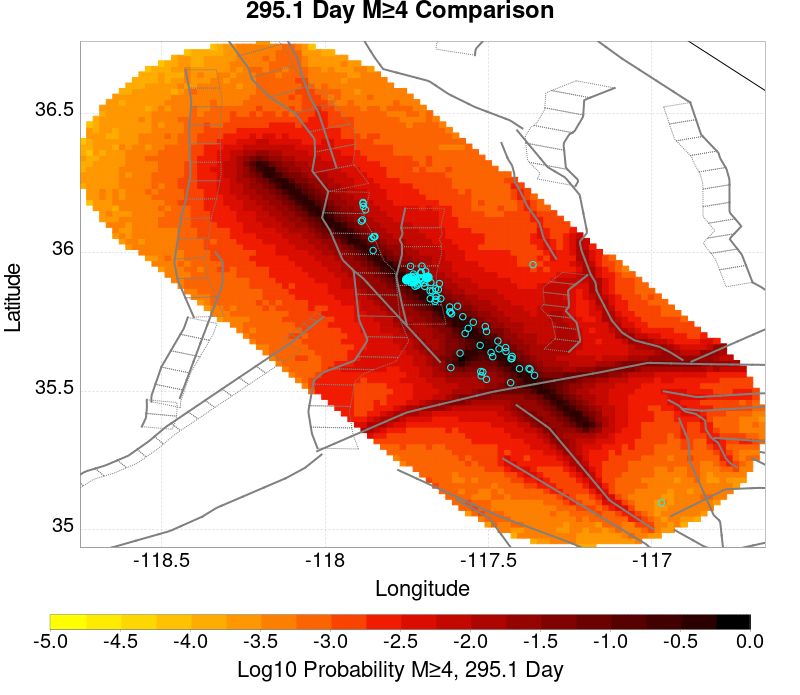 295.1 Day M≥4 Comparison
36.5
36
35.5
35
Latitude
-118.5 -118 -117.5 -117
Longitude
-5.0 -4.5 -4.0 -3.5 -3.0 -2.5 -2.0 -1.5 -1.0 -0.5 0.0
Log10 Probability M≥4, 295.1 Day